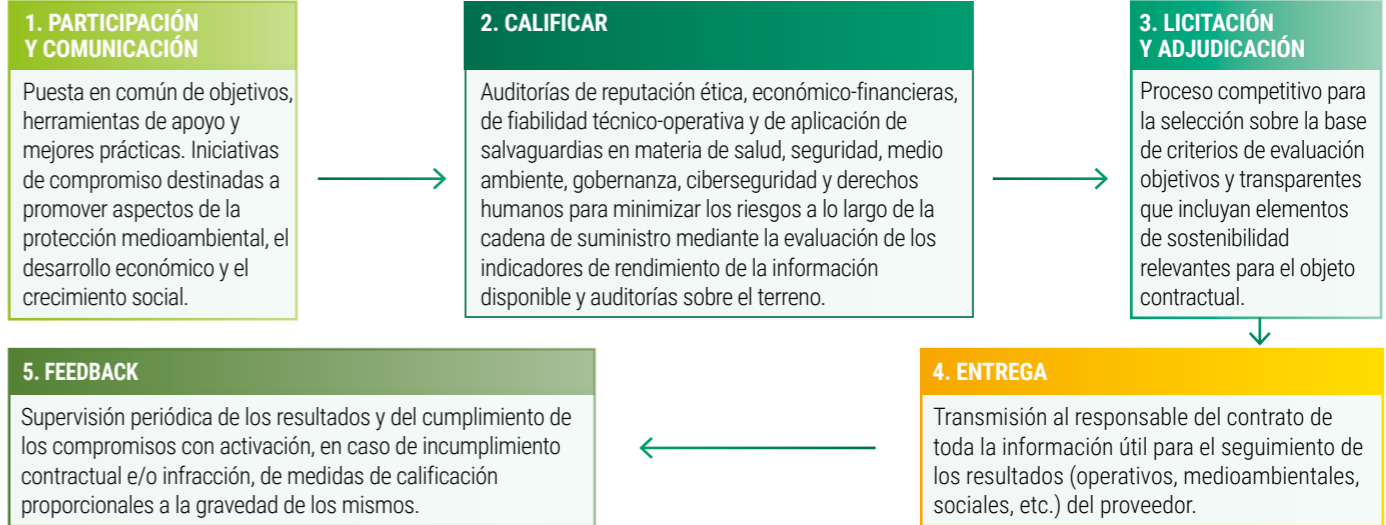 1. PARTICIPACIÓN
Y COMUNICACIÓN
Puesta en común de objetivos,
herramientas de apoyo y
mejores prácticas. Iniciativas
de compromiso destinadas a
promover aspectos de la
protección medioambiental, el
desarrollo económico y el
crecimiento social.
2. CALIFICAR
Auditorías de reputación ética, económico-financieras,
de fiabilidad técnico-operativa y de aplicación de
salvaguardias en materia de salud, seguridad, medio
ambiente, gobernanza, ciberseguridad y derechos
humanos para minimizar los riesgos a lo largo de la
cadena de suministro mediante la evaluación de los
indicadores de rendimiento de la información
disponible y auditorías sobre el terreno.
3. LICITACIÓN
Y ADJUDICACIÓN
Proceso competitivo para
la selección sobre la base
de criterios de evaluación
objetivos y transparentes
que incluyan elementos
de sostenibilidad
relevantes para el objeto
contractual.
4. ENTREGA
Transmisión al responsable del contrato de
toda la información útil para el seguimiento de
los resultados (operativos, medioambientales,
sociales, etc.) del proveedor.
5. FEEDBACK
Supervisión periódica de los resultados y del cumplimiento de
los compromisos con activación, en caso de incumplimiento
contractual e/o infracción, de medidas de calificación
proporcionales a la gravedad de los mismos.